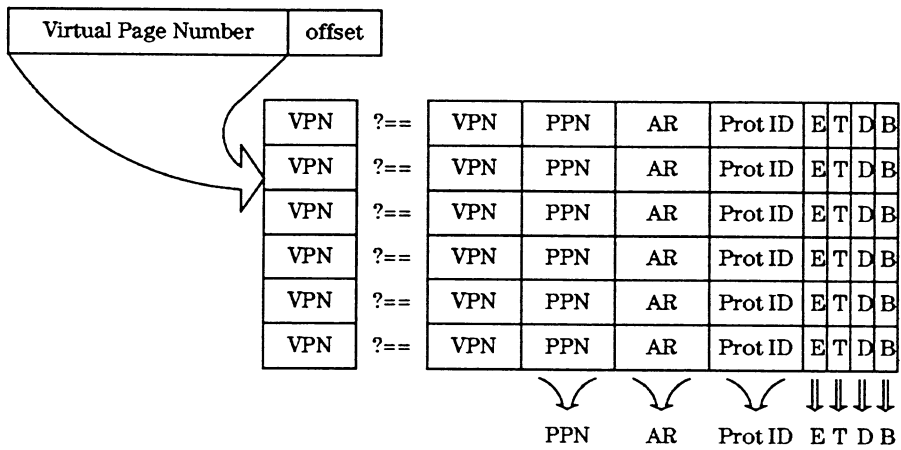 Virtual Page Number offset
VPN ?== VPN PPN AR Prot ID E T D B
VPN ?== VPN PPN AR Prot ID E T D B
VPN ?== VPN PPN AR Prot ID E T D B
VPN ?== VPN PPN AR Prot ID E T D B
VPN ?== VPN PPN AR Prot ID E T D B
VPN ?== VPN PPN AR Prot ID E T D B
PPN AR Prot ID E T D B